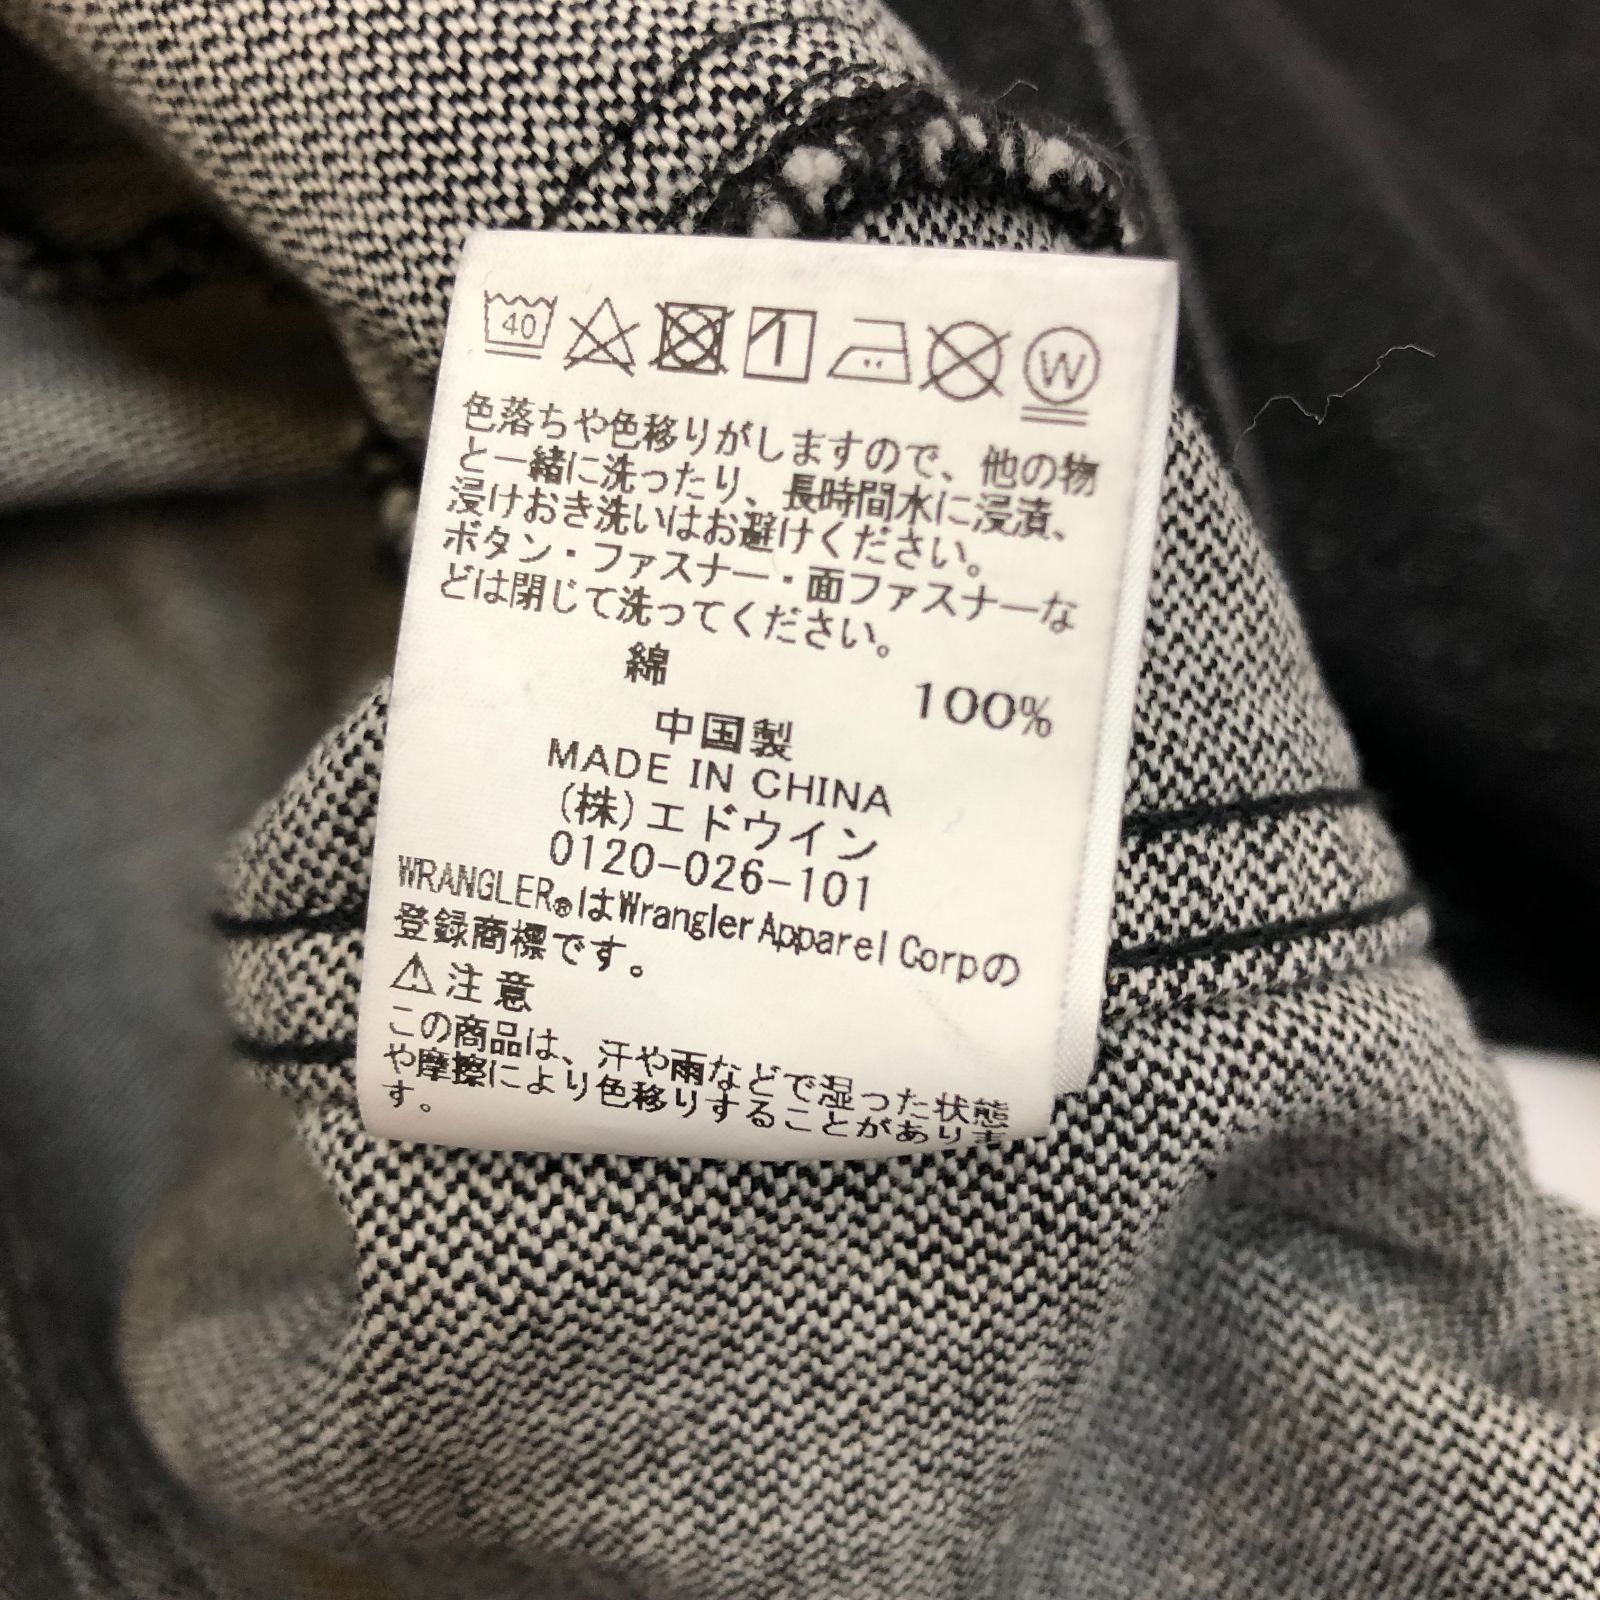 40
W
色落ちや色移りがしますので、他の物
と一緒に洗ったり、長時間水に浸漬、
浸けおき洗いはお避けください。
ボタン・ファスナー・面ファスナーな
どは閉じて洗ってください。
綿 100%
中国製
MADE IN CHINA
(株)エドウイン
0120-026-101
WRANGLER®はWrangler Apparel Corpの
登録商標です。
⚠注意
この商品は、汗や雨などで湿った状態
や摩擦により色移りすることがありま
す。